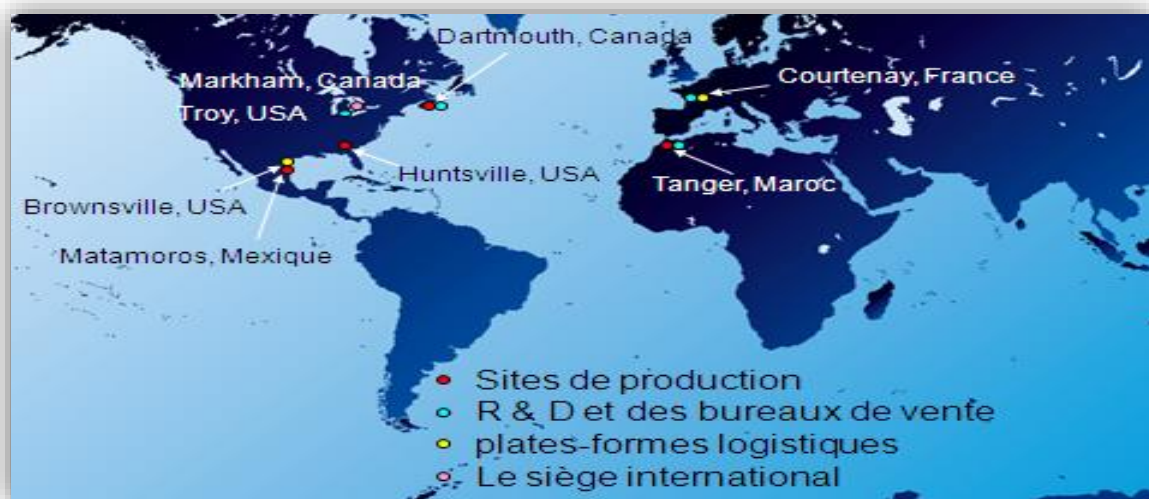 Dartmouth, Canada
Markham, Canada
Courtenay, France
Troy, USA
Huntsville, USA
Tanger, Maroc
Brownsville, USA
Matamoros, Mexique
Sites de production
R & D et des bureaux de vente
plates-formes logistiques
Le siège international